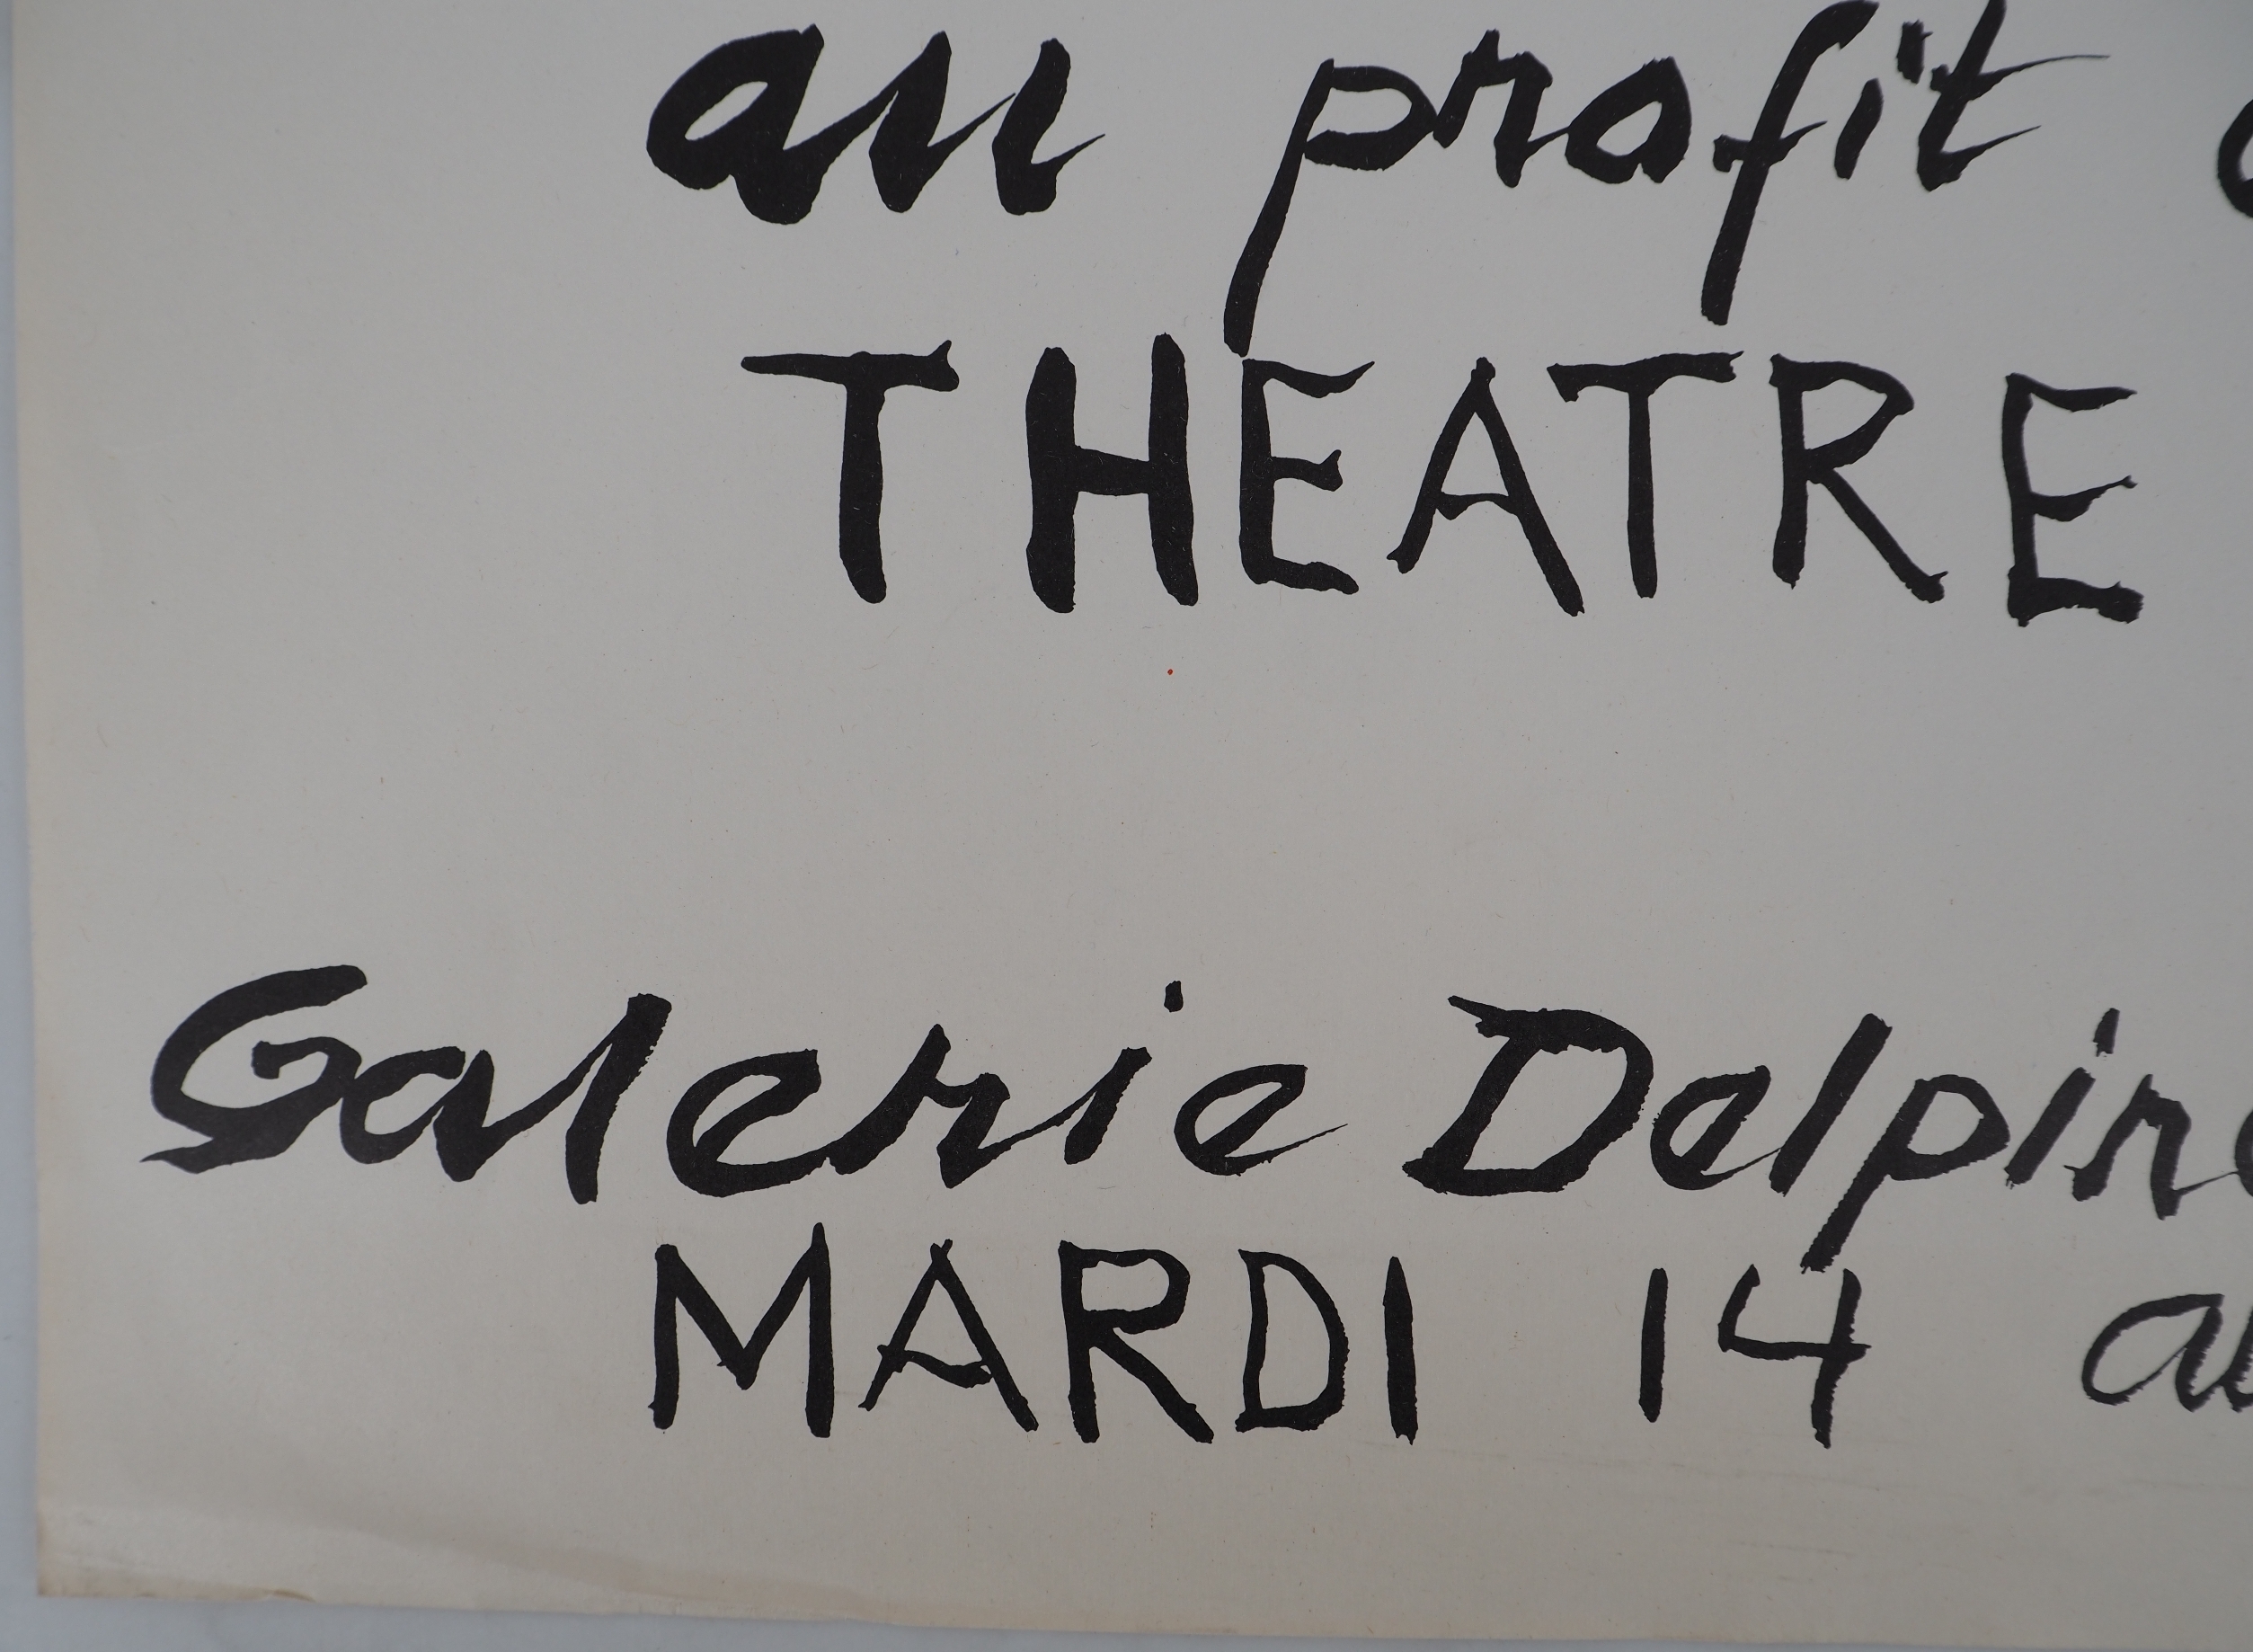 au profit
THEATRE
Galerie Delpire
MARDI 14